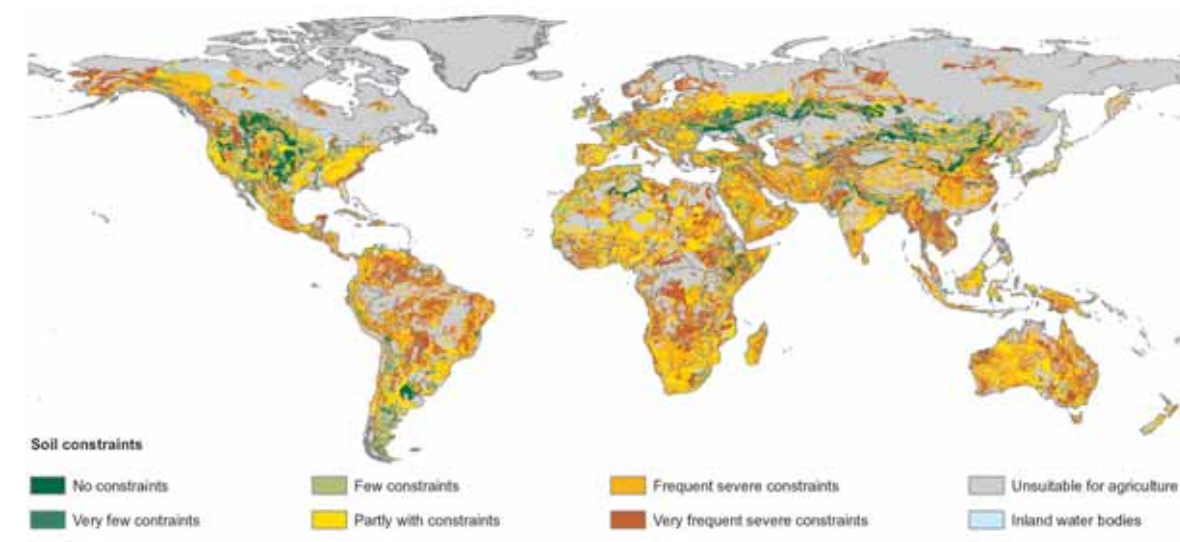 Soil constraints
No constraints
Few constraints
Frequent severe constraints
Unsuitable for agriculture
Very few contraints
Partly with constraints
Very frequent severe constraints
Inland water bodies